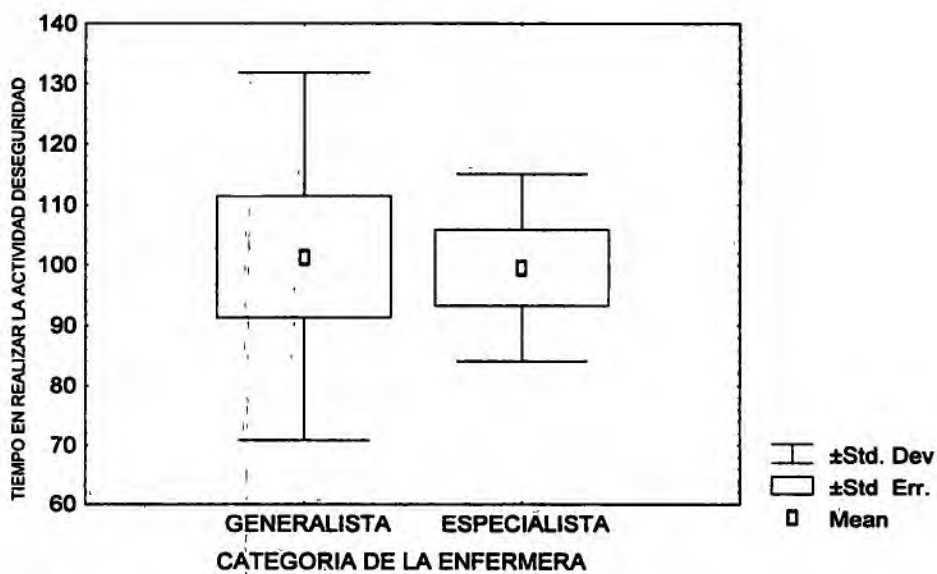 TIEMPO EN REALIZAR LA ACTIVIDAD DESEGURIDAD
140
130
120
110
100
90
80
70
60
GENERALISTA ESPECIALISTA
CATEGORIA DE LA ENFERMERA
±Std. Dev
±Std Err.
Mean